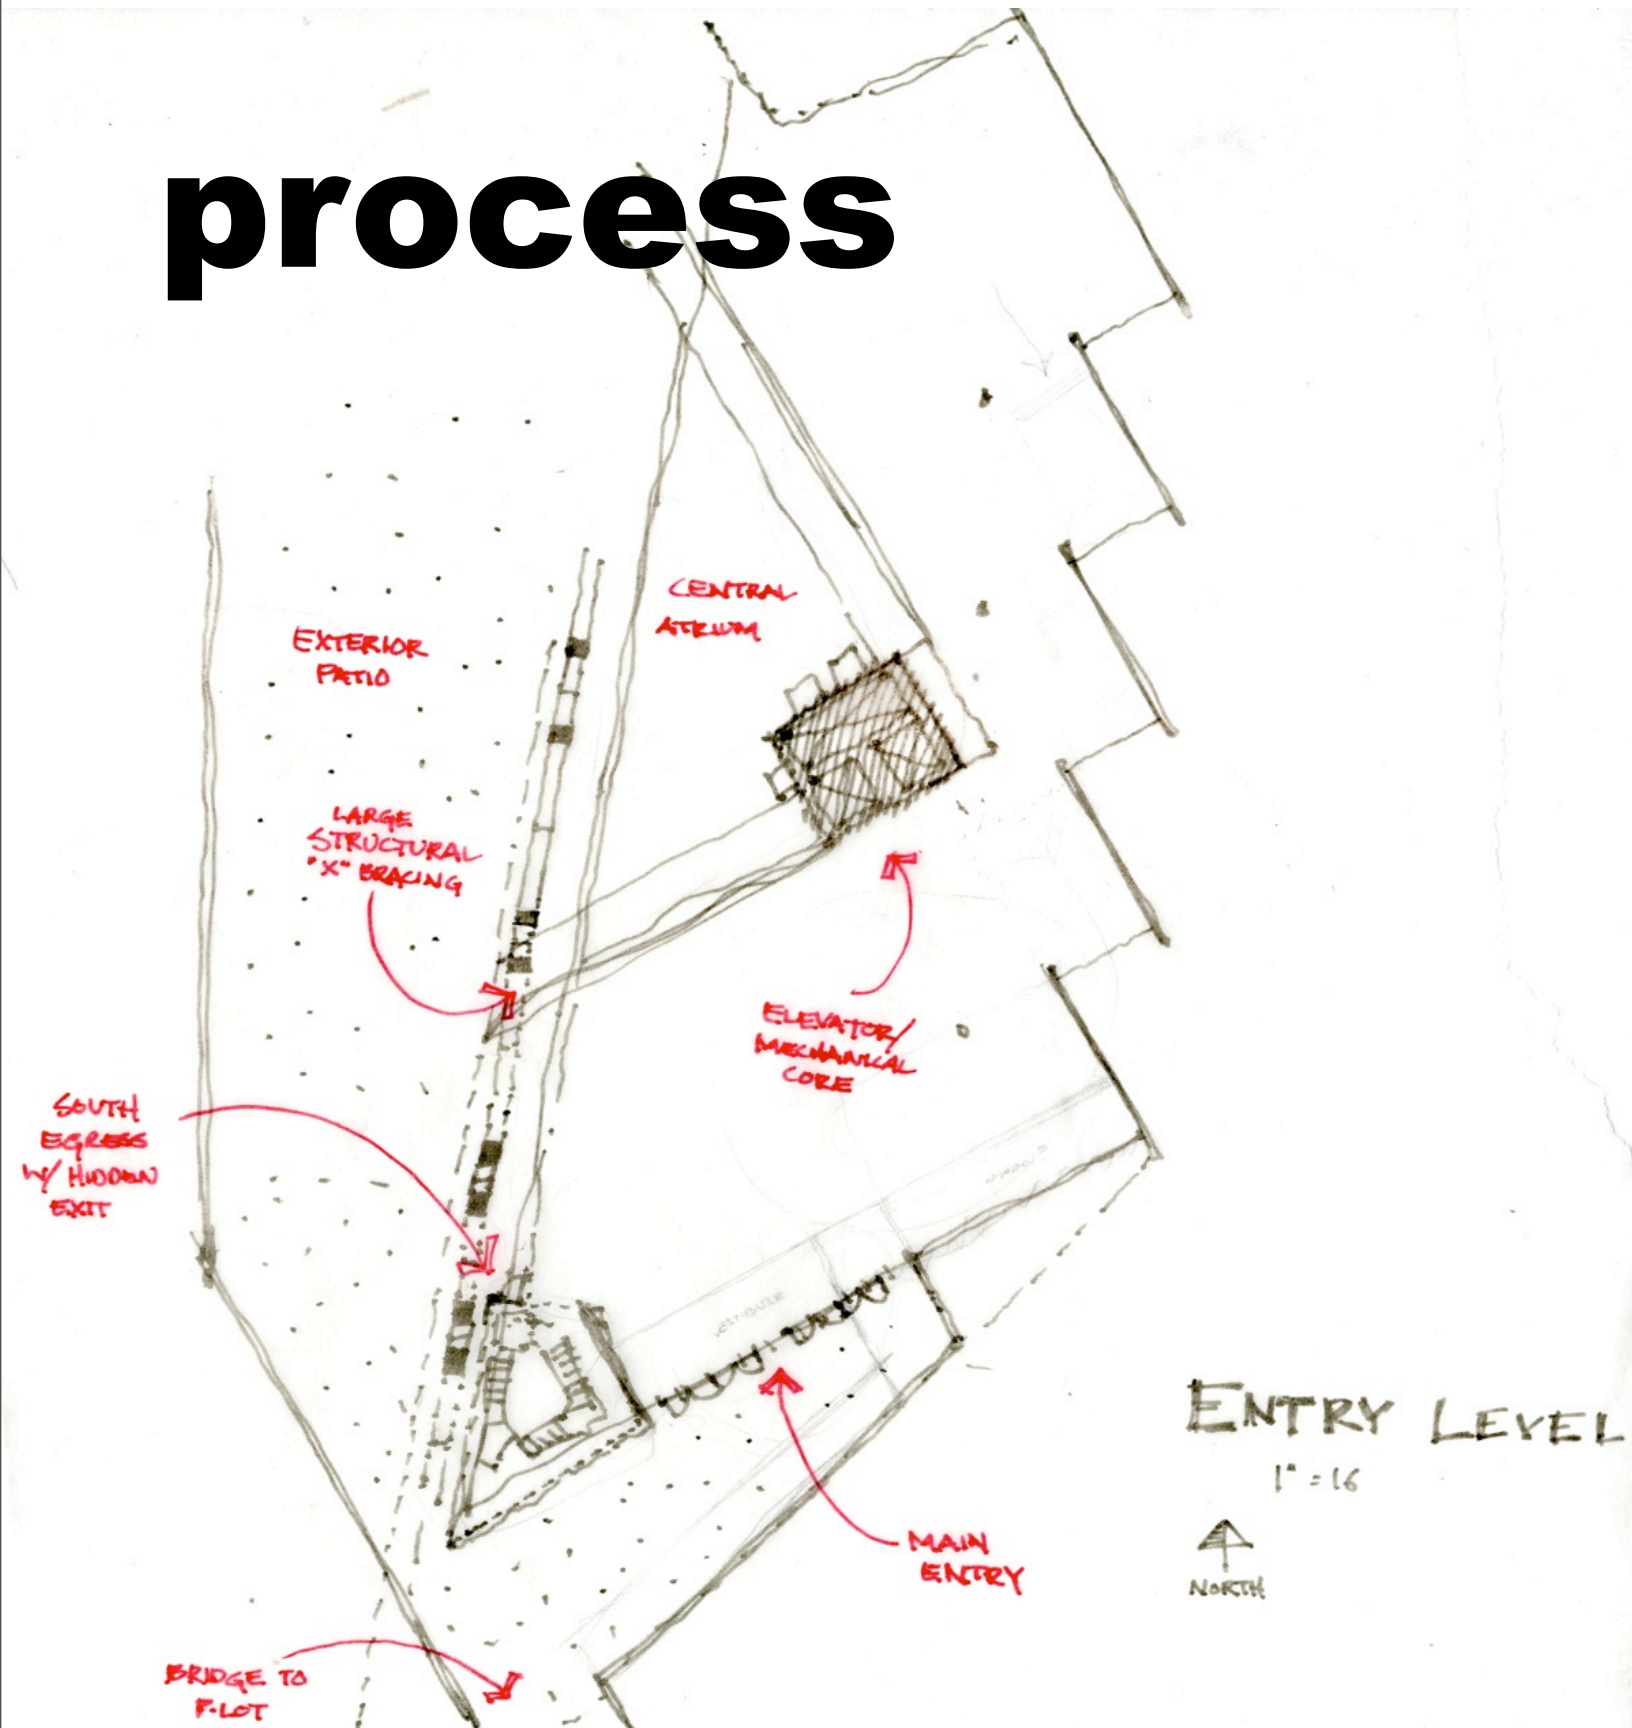 process
CENTRAL
ATRIUM
EXTERIOR
PATIO
LARGE
STRUCTURAL
"X" BRACING
ELEVATOR/
MECHANICAL
CORE
SOUTH
EGRESS
W/ HIDDEN
EXIT
VESTIBULE
ENTRY LEVEL
1" = 16
NORTH
MAIN
ENTRY
BRIDGE TO
F-LOT